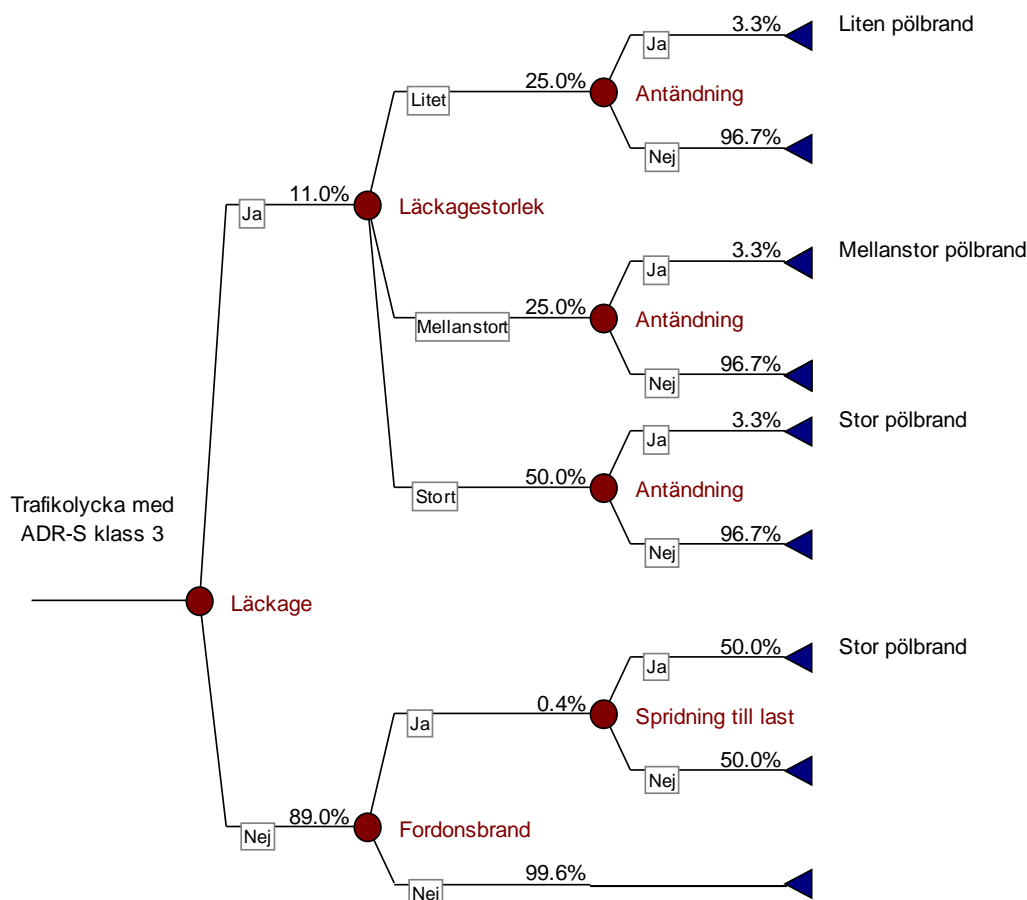 3.3%
Liten pölbrand
Ja
25.0%
Litet
Antändning
96.7%
Nej
11.0%
Ja
Läckagestorlek
3.3%
Mellanstor pölbrand
Ja
25.0%
Mellanstort
Antändning
96.7%
Nej
3.3%
Stor pölbrand
Ja
50.0%
Stort
Antändning
96.7%
Nej
Trafikolycka med
ADR-S klass 3
Läckage
50.0%
Stor pölbrand
Ja
0.4%
Ja
Spridning till last
50.0%
Nej
89.0%
Nej
Fordonsbrand
99.6%
Nej